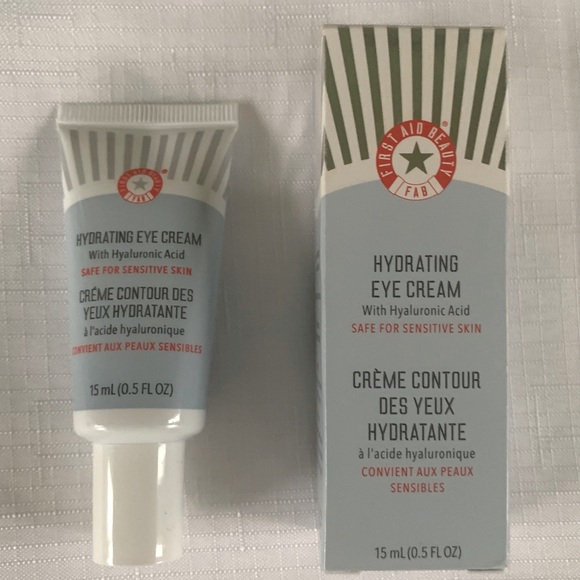 FIRST AID BEAUTY
HYDRATING EYE CREAM
With Hyaluronic Acid
SAFE FOR SENSITIVE SKIN
CRÉME CONTOUR DES
YEUX HYDRATANTE
à l'acide hyaluronique
CONVIENT AUX PEAUX SENSIBLES
15 mL (0.5 FL OZ)
FIRST AID BEAUTY
®
FAB
HYDRATING
EYE CREAM
With Hyaluronic Acid
SAFE FOR SENSITIVE SKIN
CRÈME CONTOUR
DES YEUX
HYDRATANTE
à l'acide hyaluronique
CONVIENT AUX PEAUX
SENSIBLES
15 mL (0.5 FL OZ)